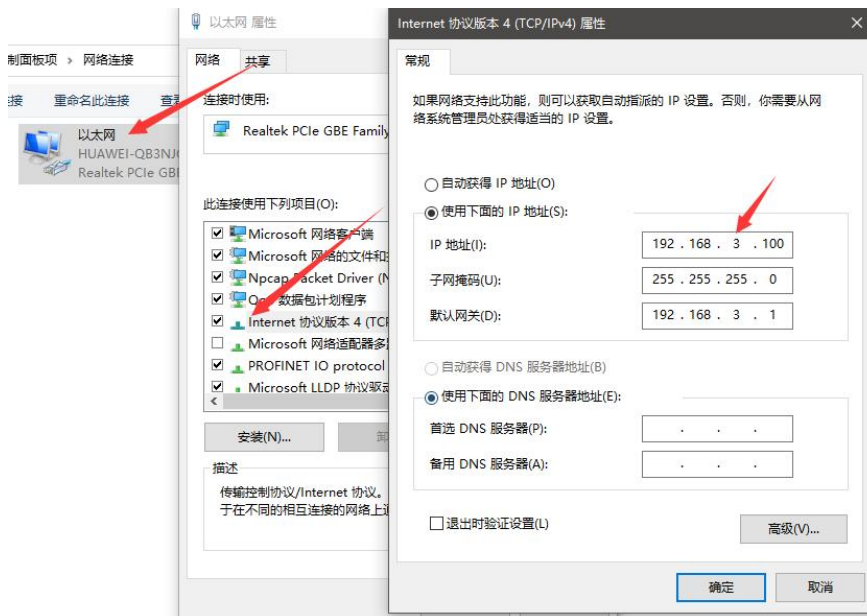 制面板项 › 网络连接
接 重命名此连接 查看
以太网
HUAWEI-QB3NJ
Realtek PCIe GBE
以太网 属性
网络 共享
连接时使用:
Realtek PCIe GBE Family
此连接使用下列项目(O):
Microsoft 网络客户端
Microsoft 网络的文件和
Npcap Packet Driver (N
QoS 数据包计划程序
Internet 协议版本 4 (TCP
Microsoft 网络适配器多
PROFINET IO protocol
Microsoft LLDP 协议驱动
安装(N)... 卸
描述
传输控制协议/Internet 协议。
于在不同的相互连接的网络上
Internet 协议版本 4 (TCP/IPv4) 属性
常规
如果网络支持此功能，则可以获取自动指派的 IP 设置。否则，你需要从网
络系统管理员处获得适当的 IP 设置。
自动获得 IP 地址(O)
使用下面的 IP 地址(S):
IP 地址(I): 192 . 168 . 3 . 100
子网掩码(U): 255 . 255 . 255 . 0
默认网关(D): 192 . 168 . 3 . 1
自动获得 DNS 服务器地址(B)
使用下面的 DNS 服务器地址(E):
首选 DNS 服务器(P): . . .
备用 DNS 服务器(A): . . .
退出时验证设置(L)
高级(V)...
确定 取消